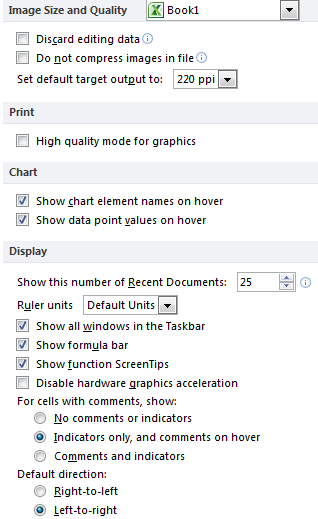 Image Size and Quality Book1
Discard editing data
Do not compress images in file
Set default target output to: 220 ppi
Print
High quality mode for graphics
Chart
Show chart element names on hover
Show data point values on hover
Display
Show this number of Recent Documents: 25
Ruler units Default Units
Show all windows in the Taskbar
Show formula bar
Show function ScreenTips
Disable hardware graphics acceleration
For cells with comments, show:
No comments or indicators
Indicators only, and comments on hover
Comments and indicators
Default direction:
Right-to-left
Left-to-right